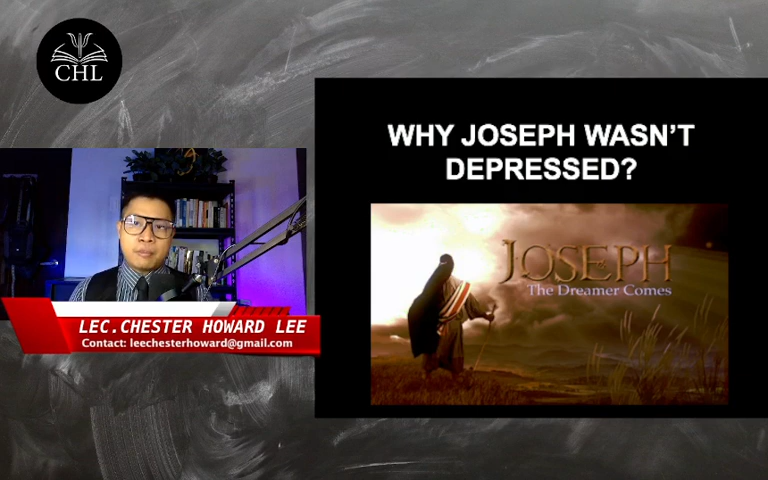 CHL
WHY JOSEPH WASN'T
DEPRESSED?
JOSEPH
The Dreamer Comes
LEC.CHESTER HOWARD LEE
Contact: leechesterhoward@gmail.com